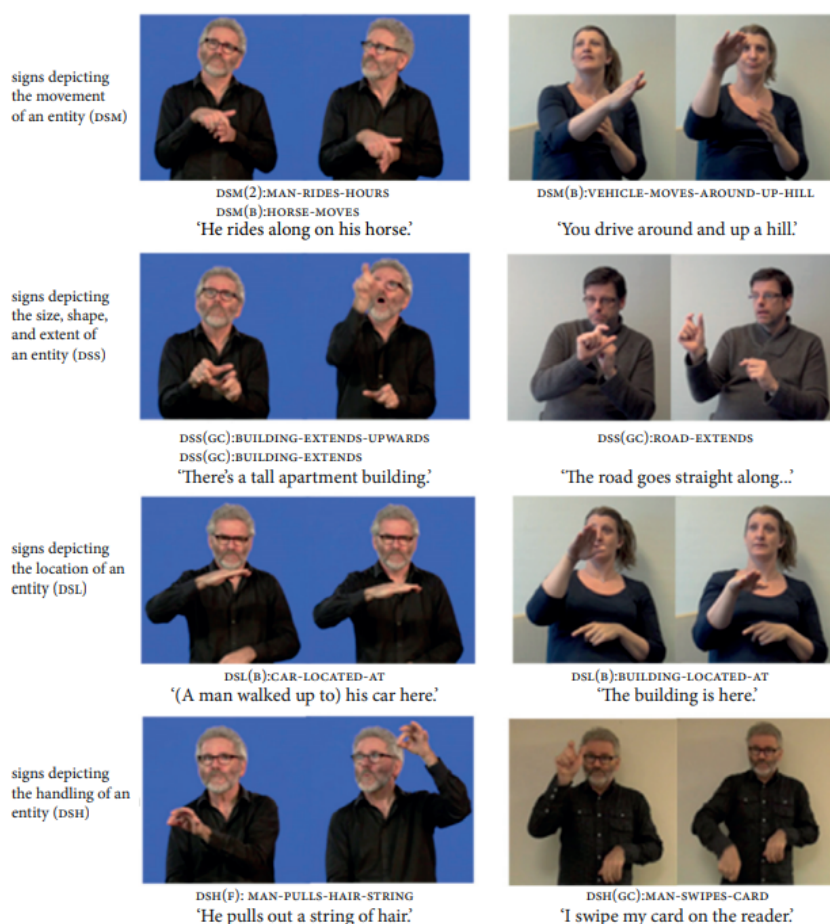 signs depicting
the movement
of an entity (DSM)
DSM(2):MAN-RIDES-HOURS
DSM(B):HORSE-MOVES
‘He rides along on his horse.’
DSM(B):VEHICLE-MOVES-AROUND-UP-HILL
‘You drive around and up a hill.’
signs depicting
the size, shape,
and extent of
an entity (DSS)
DSS(GC):BUILDING-EXTENDS-UPWARDS
DSS(GC):BUILDING-EXTENDS
‘There’s a tall apartment building.’
DSS(GC):ROAD-EXTENDS
‘The road goes straight along...’
signs depicting
the location of an
entity (DSL)
DSL(B):CAR-LOCATED-AT
‘(A man walked up to) his car here.’
DSL(B):BUILDING-LOCATED-AT
‘The building is here.’
signs depicting
the handling of an
entity (DSH)
DSH(F): MAN-PULLS-HAIR-STRING
‘He pulls out a string of hair.’
DSH(GC):MAN-SWIPES-CARD
‘I swipe my card on the reader.’